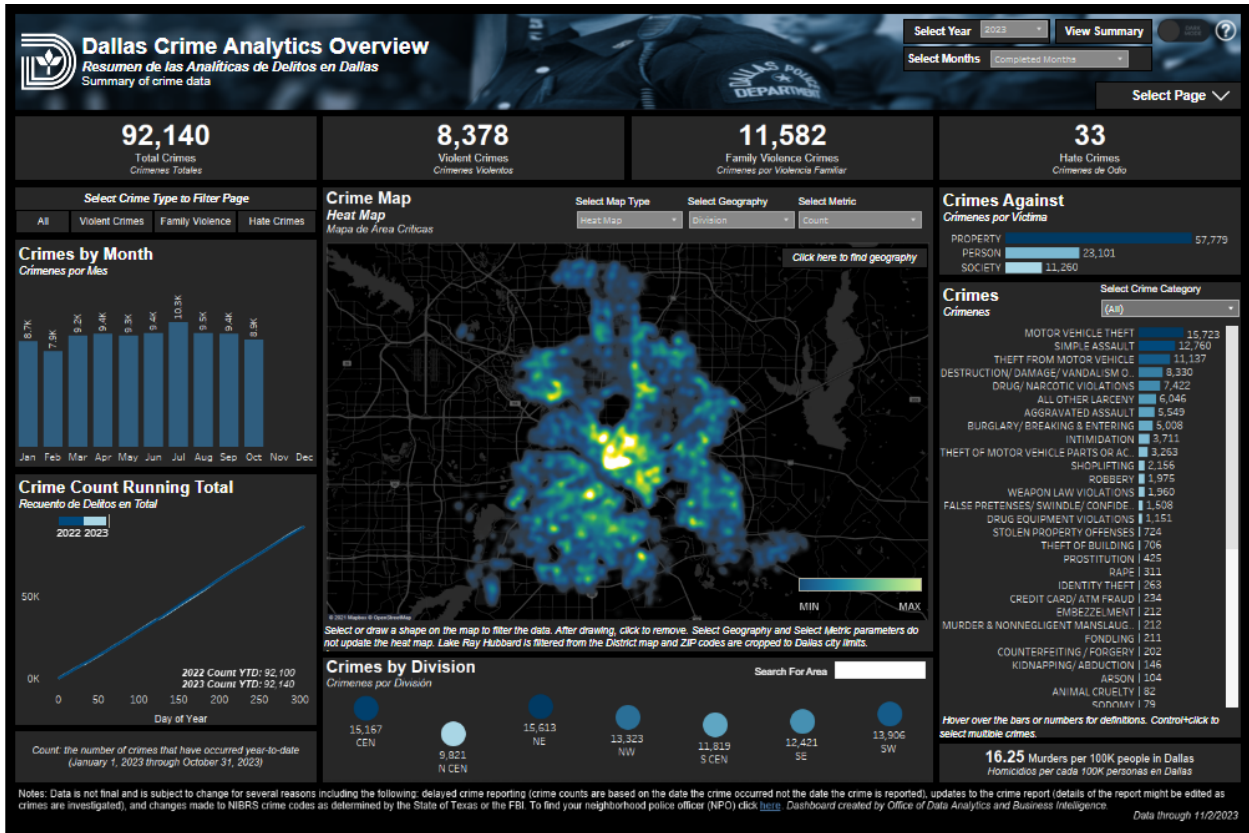 Dallas Crime Analytics Overview
Resumen de las Analíticas de Delitos en Dallas
Summary of crime data
DALLAS POLICE
DEPARTMENT
Select Year 2023
View Summary
DARK MODE
?
Select Months Completed Months
Select Page
92,140
Total Crimes
Crimenes Totales
8,378
Violent Crimes
Crímenes Violentos
11,582
Family Violence Crimes
Crimenes por Violencia Familiar
33
Hate Crimes
Crímenes de Odio
Select Crime Type to Filter Page
All
Violent Crimes
Family Violence
Hate Crimes
Crimes by Month
Crímenes por Mes
8.7K
7.9K
9.2K
9.4K
9.3K
9.4K
10.3K
9.5K
9.4K
8.9K
Jan Feb Mar Apr May Jun Jul Aug Sep Oct Nov Dec
Crime Count Running Total
Recuento de Delitos en Total
2022 2023
50K
0K
2022 Count YTD: 92,100
2023 Count YTD: 92,140
0 50 100 150 200 250 300
Day of Year
Count: the number of crimes that have occurred year-to-date
(January 1, 2023 through October 31, 2023)
Crime Map
Heat Map
Mapa de Área Críticas
Select Map Type
Heat Map
Select Geography
Division
Select Metric
Count
Click here to find geography
MIN
MAX
© 2021 Mapbox © OpenStreetMap
Select or draw a shape on the map to filter the data. After drawing, click to remove. Select Geography and Select Metric parameters do
not update the heat map. Lake Ray Hubbard is filtered from the District map and ZIP codes are cropped to Dallas city limits.
Crimes by Division
Crimenes por División
Search For Area
15,167
CEN
9,821
N CEN
15,613
NE
13,323
NW
11,819
S CEN
12,421
SE
13,906
SW
Crimes Against
Crímenes por Víctima
PROPERTY 57,779
PERSON 23,101
SOCIETY 11,260
Crimes
Crímenes
Select Crime Category
(All)
MOTOR VEHICLE THEFT 15,723
SIMPLE ASSAULT 12,760
THEFT FROM MOTOR VEHICLE 11,137
DESTRUCTION/ DAMAGE/ VANDALISM O.. 8,330
DRUG/ NARCOTIC VIOLATIONS 7,422
ALL OTHER LARCENY 6,046
AGGRAVATED ASSAULT 5,549
BURGLARY/ BREAKING & ENTERING 5,008
INTIMIDATION 3,711
THEFT OF MOTOR VEHICLE PARTS OR AC.. 3,263
SHOPLIFTING 2,156
ROBBERY 1,975
WEAPON LAW VIOLATIONS 1,960
FALSE PRETENSES/ SWINDLE/ CONFIDE.. 1,508
DRUG EQUIPMENT VIOLATIONS 1,151
STOLEN PROPERTY OFFENSES 724
THEFT OF BUILDING 706
PROSTITUTION 425
RAPE 311
IDENTITY THEFT 263
CREDIT CARD/ ATM FRAUD 234
EMBEZZELMENT 212
MURDER & NONNEGLIGENT MANSLAUG.. 212
FONDLING 211
COUNTERFEITING / FORGERY 202
KIDNAPPING/ ABDUCTION 146
ARSON 104
ANIMAL CRUELTY 82
SODOMY 79
Hover over the bars or numbers for definitions. Control+click to
select multiple crimes.
16.25 Murders per 100K people in Dallas
Homicidios per cada 100K personas en Dallas
Notes: Data is not final and is subject to change for several reasons including the following: delayed crime reporting (crime counts are based on the date the crime occurred not the date the crime is reported), updates to the crime report (details of the report might be edited as
crimes are investigated), and changes made to NIBRS crime codes as determined by the State of Texas or the FBI. To find your neighborhood police officer (NPO) click here. Dashboard created by Office of Data Analytics and Business Intelligence.
Data through 11/2/2023